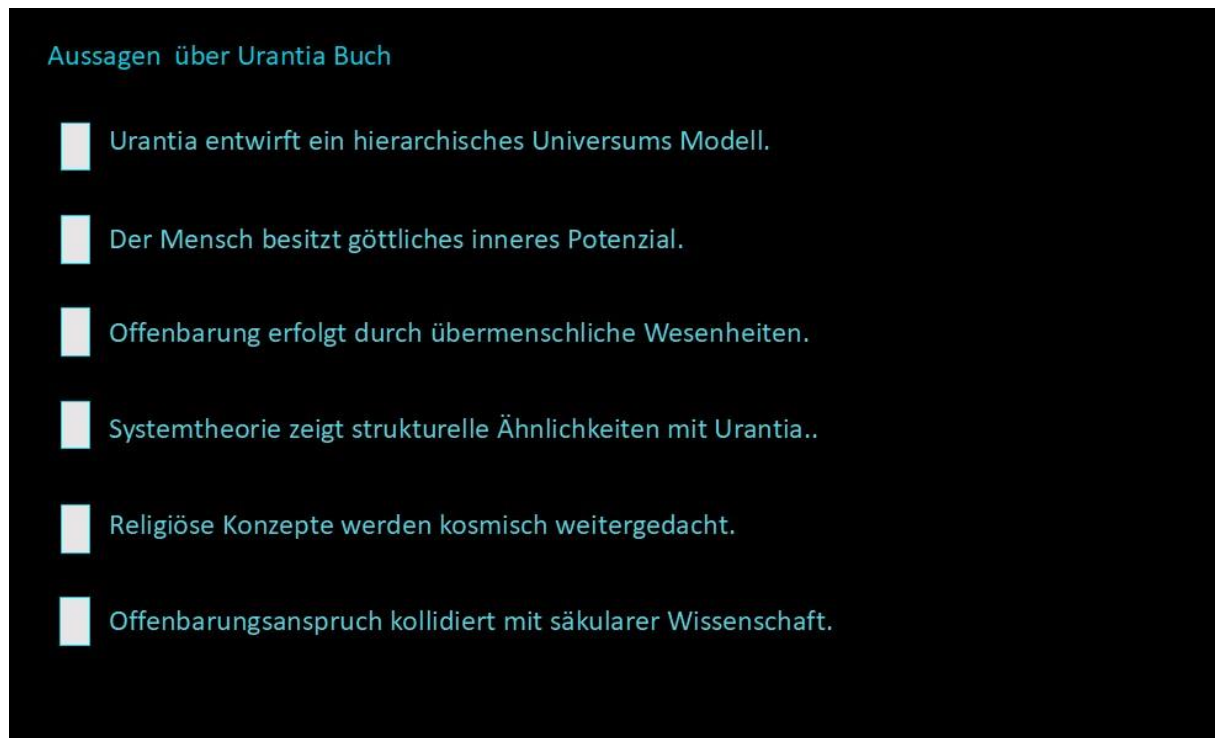 Aussagen  über Urantia Buch
Urantia entwirft ein hierarchisches Universums Modell.
Der Mensch besitzt göttliches inneres Potenzial.
Offenbarung erfolgt durch übermenschliche Wesenheiten.
Systemtheorie zeigt strukturelle Ähnlichkeiten mit Urantia..
Religiöse Konzepte werden kosmisch weitergedacht.
Offenbarungsanspruch kollidiert mit säkularer Wissenschaft.